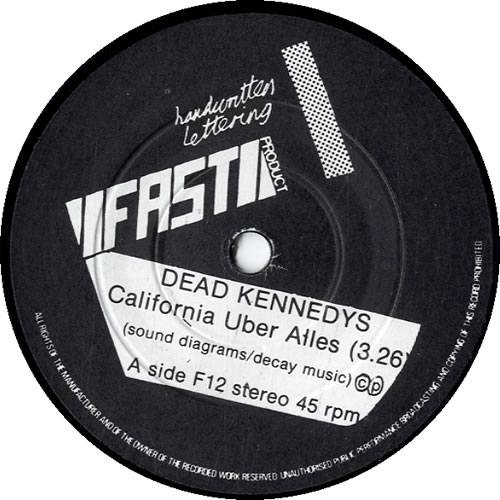 handwritten
lettering
FAST
PRODUCT
DEAD KENNEDYS
California Uber Alles (3.26)
(sound diagrams/decay music) ©℗
A side F12 stereo 45 rpm
ALL RIGHTS OF THE MANUFACTURER AND OF THE OWNER OF THE RECORDED WORK RESERVED UNAUTHORISED PUBLIC PERFORMANCE BROADCASTING AND COPYING OF THIS RECORD PROHIBITED